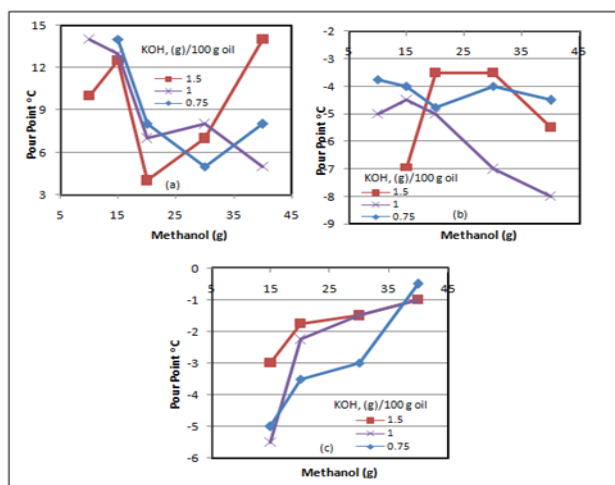 KOH, (g)/100 g oil
1.5
1
0.75
Pour Point °C
15
12
9
6
3
(a)
5 15 25 35 45
Methanol (g)
5 15 25 35 45
Pour Point °C
-2
-3
-4
-5
-6
-7
-8
-9
KOH, (g)/100 g oil
1.5
1
0.75
(b)
Methanol (g)
5 15 25 35 45
Pour Point °C
0
-1
-2
-3
-4
-5
-6
KOH, (g)/100 g oil
1.5
1
0.75
(c)
Methanol (g)